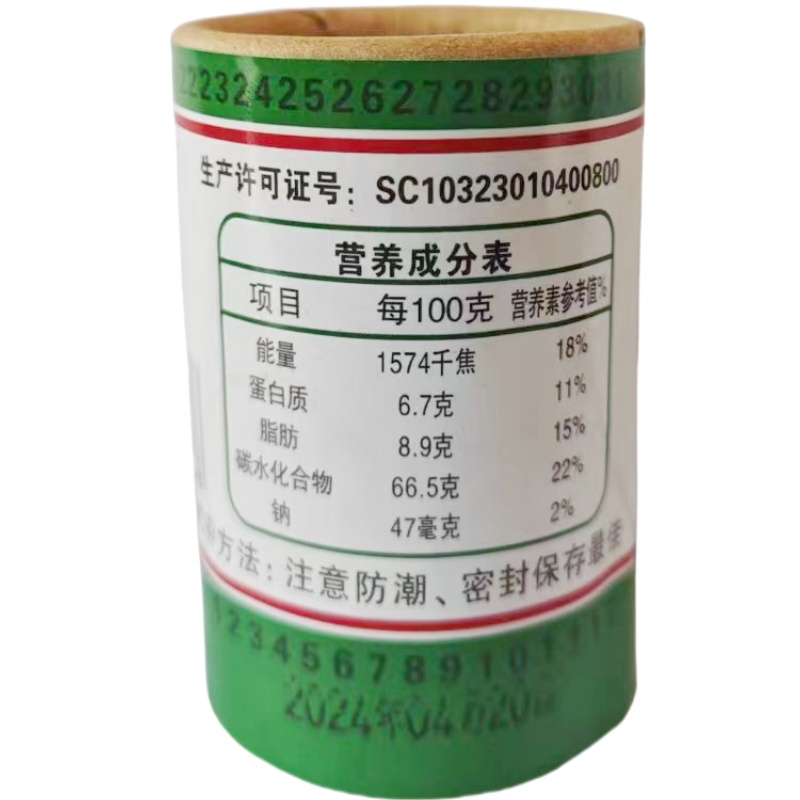 2232425262728293031
生产许可证号：SC10323010400800
营养成分表
项目 每100克 营养素参考值%
能量 1574千焦 18%
蛋白质 6.7克 11%
脂肪 8.9克 15%
碳水化合物 66.5克 22%
钠 47毫克 2%
方法：注意防潮、密封保存最佳
1234567891011
2024年04月20日